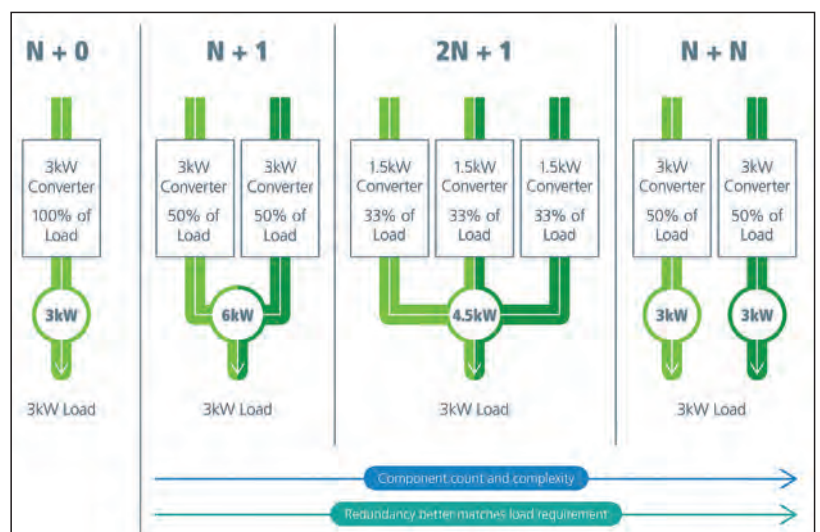 N + 0
N + 1
2N + 1
N + N
3kW
Converter
100% of
Load
3kW
Converter
50% of
Load
3kW
Converter
50% of
Load
1.5kW
Converter
33% of
Load
1.5kW
Converter
33% of
Load
1.5kW
Converter
33% of
Load
3kW
Converter
50% of
Load
3kW
Converter
50% of
Load
3kW
6kW
4.5kW
3kW
3kW
3kW Load
3kW Load
3kW Load
3kW Load
Component count and complexity
Redundancy better matches load requirement